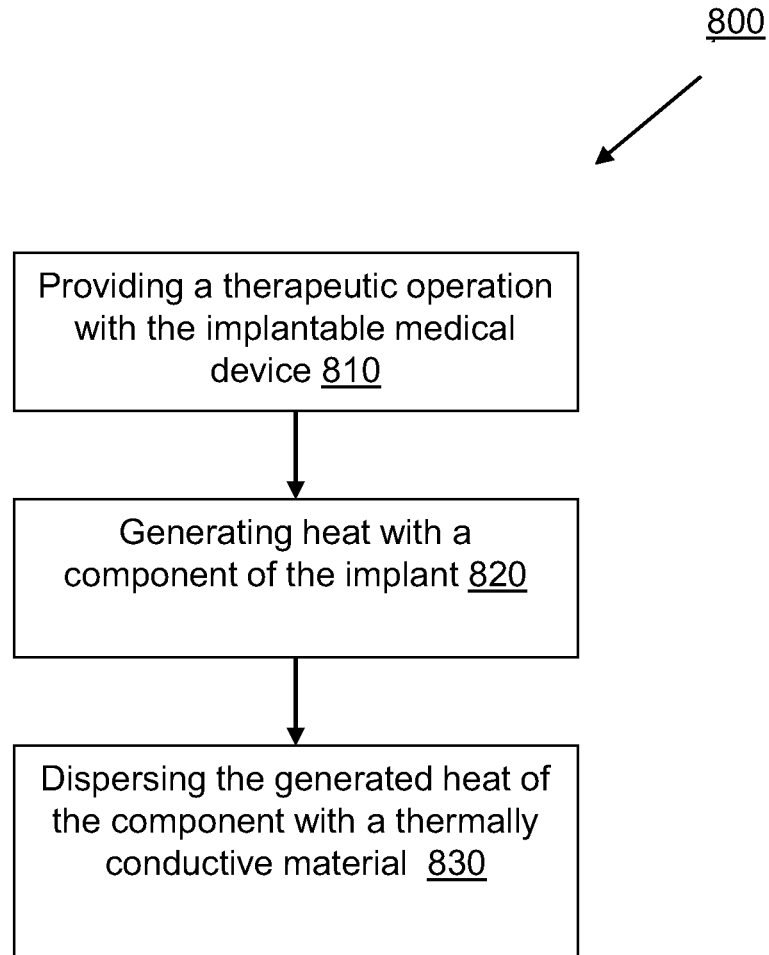 800
Providing a therapeutic operation
with the implantable medical
device 810
Generating heat with a
component of the implant 820
Dispersing the generated heat of
the component with a thermally
conductive material 830